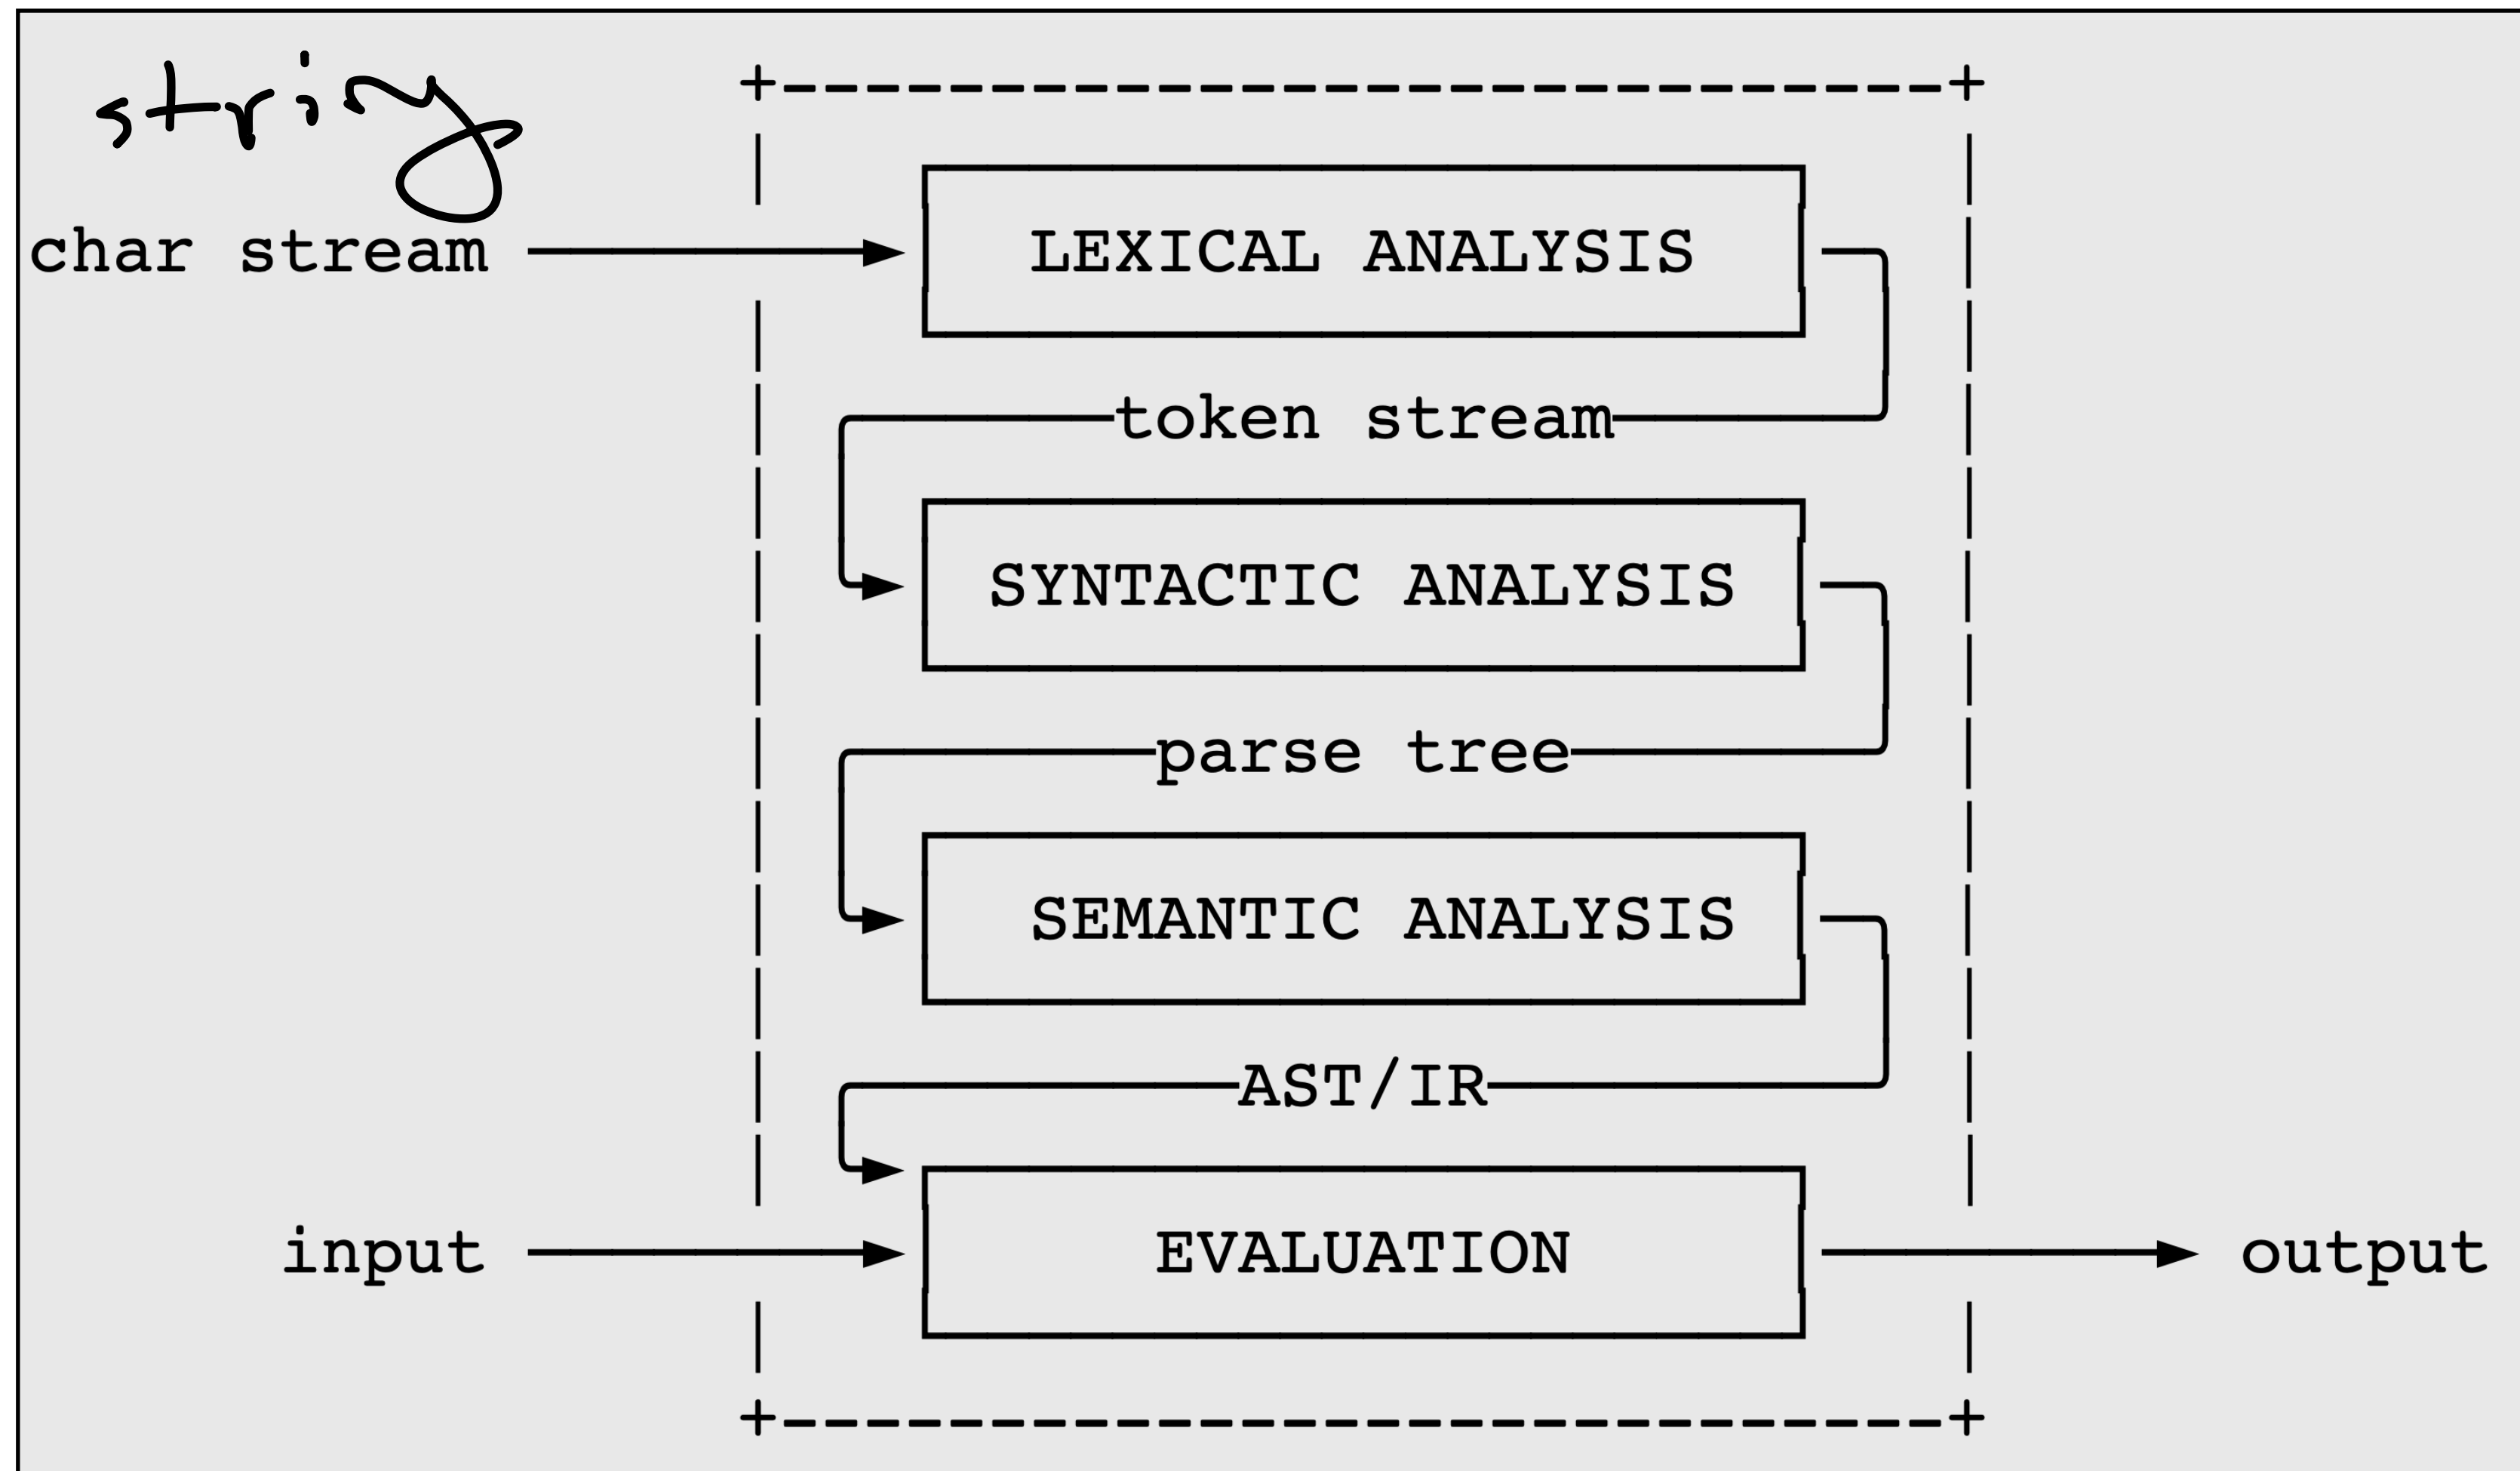 string
char stream
LEXICAL ANALYSIS
token stream
SYNTACTIC ANALYSIS
parse tree
SEMANTIC ANALYSIS
AST/IR
input
EVALUATION
output